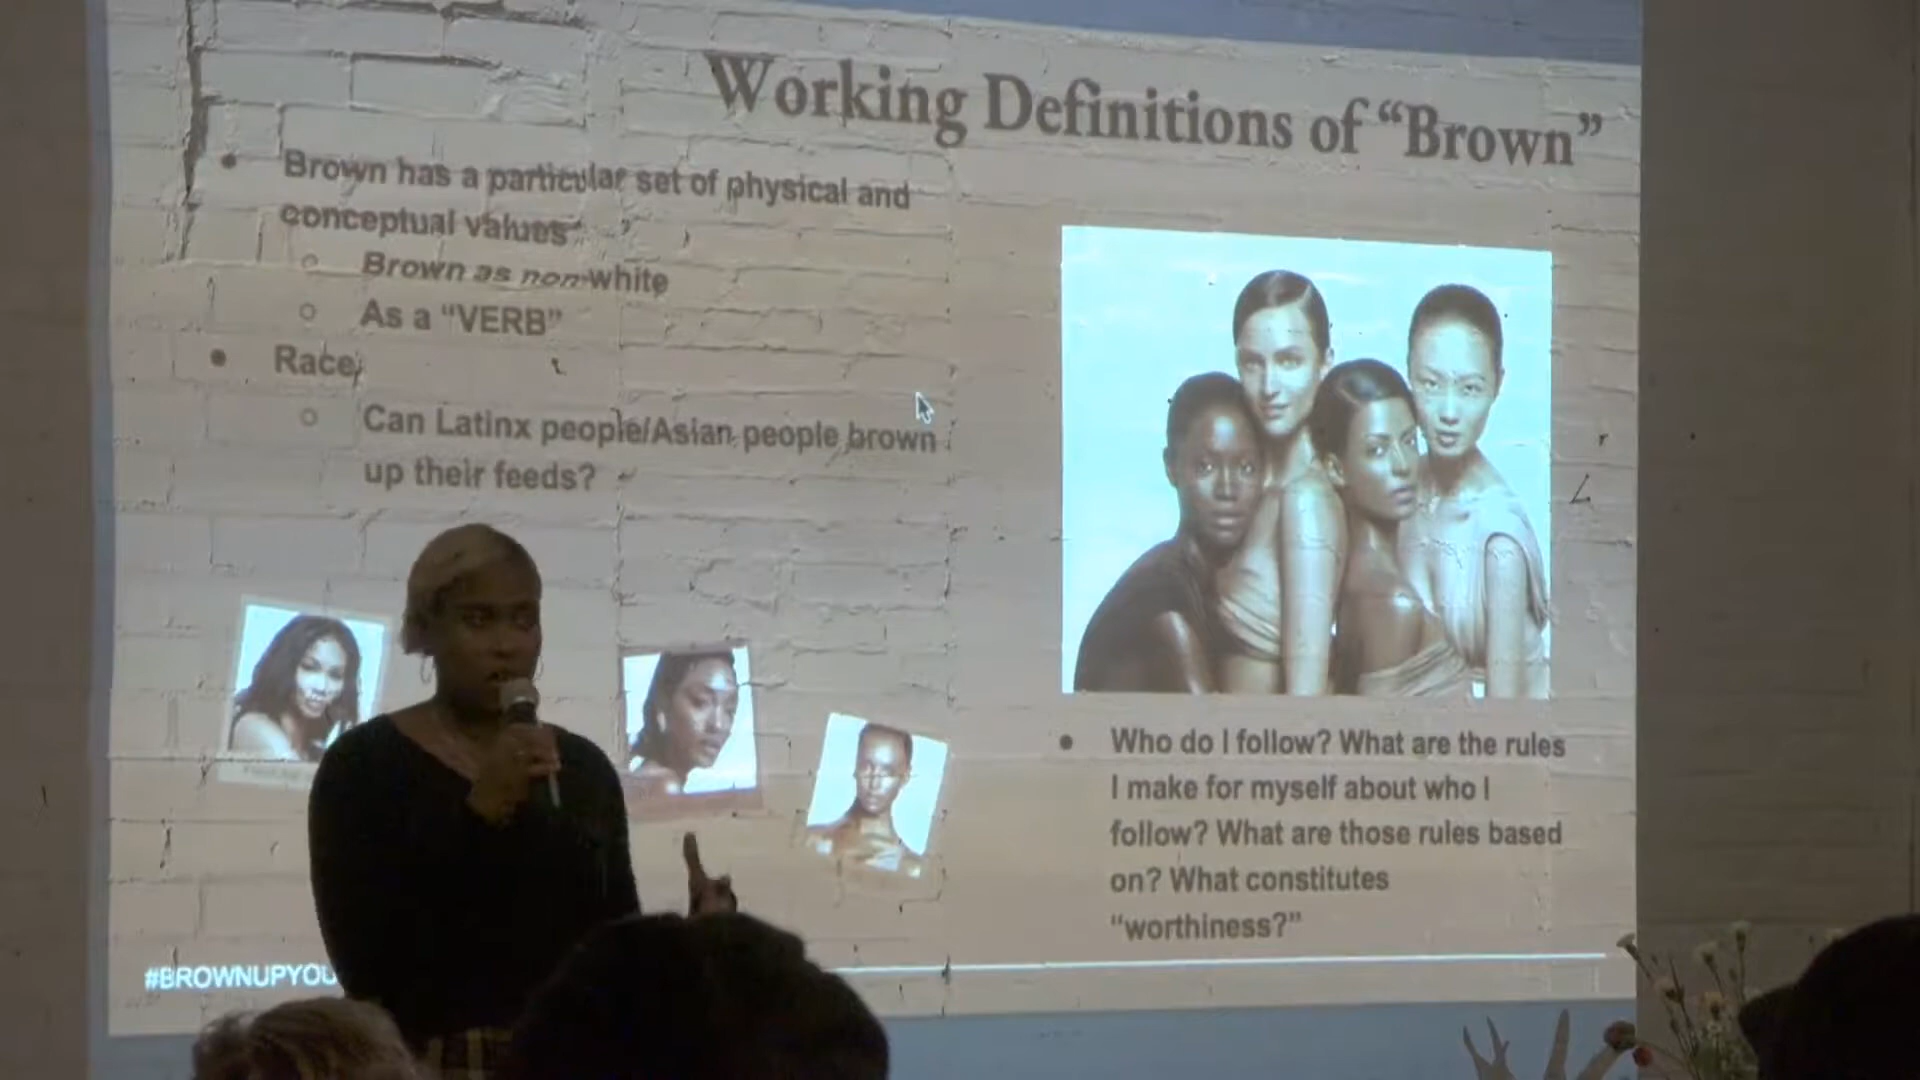 Working Definitions of “Brown”
Brown has a particular set of physical and
conceptual values
Brown as non-white
As a “VERB”
Race
Can Latinx people/Asian people brown
up their feeds?
Who do I follow? What are the rules
I make for myself about who I
follow? What are those rules based
on? What constitutes
“worthiness?”
#BROWNUPYOU